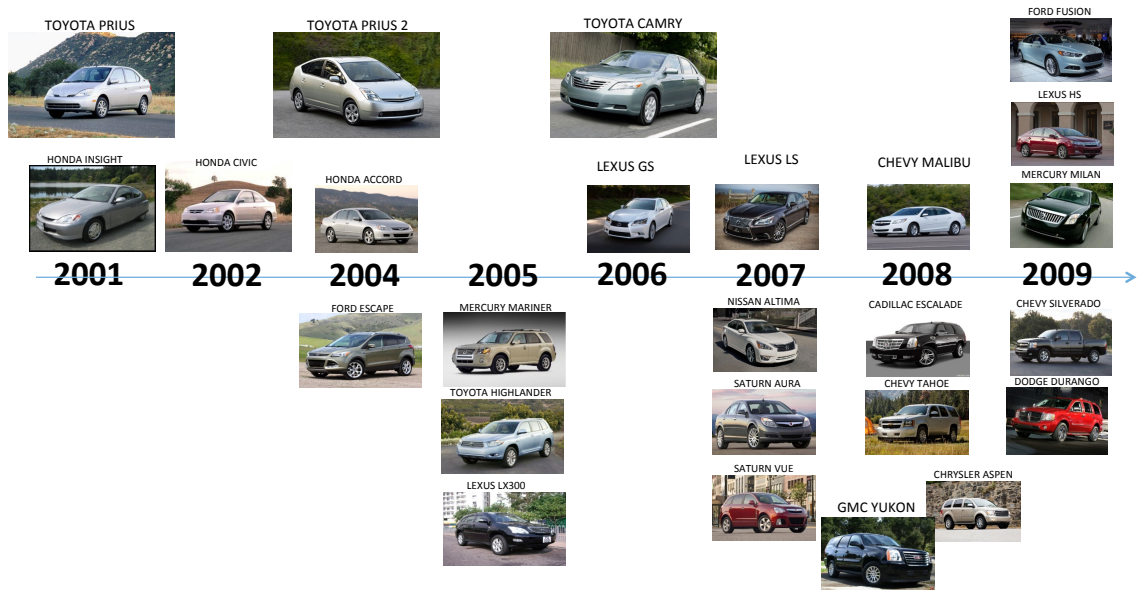 TOYOTA PRIUS
TOYOTA PRIUS 2
TOYOTA CAMRY
FORD FUSION
LEXUS HS
HONDA INSIGHT
HONDA CIVIC
HONDA ACCORD
LEXUS GS
LEXUS LS
CHEVY MALIBU
MERCURY MILAN
2001
2002
2004
2005
2006
2007
2008
2009
FORD ESCAPE
MERCURY MARINER
NISSAN ALTIMA
CADILLAC ESCALADE
CHEVY SILVERADO
TOYOTA HIGHLANDER
SATURN AURA
CHEVY TAHOE
DODGE DURANGO
LEXUS LX300
SATURN VUE
GMC YUKON
CHRYSLER ASPEN